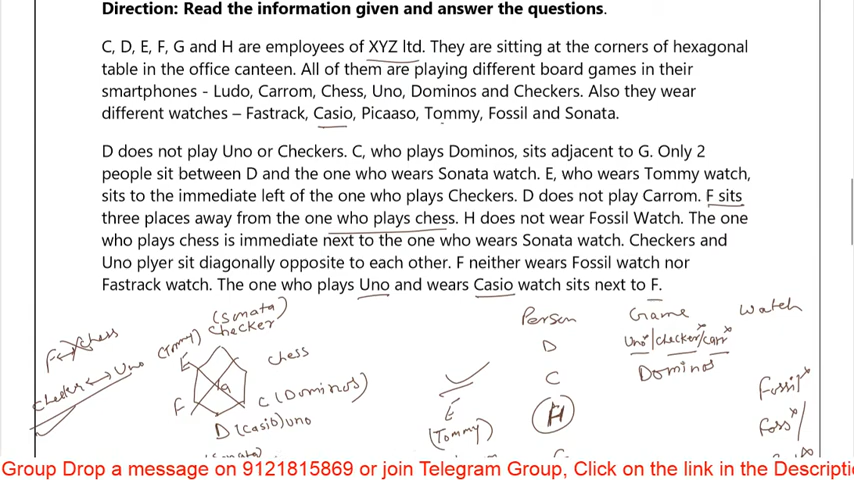 Direction: Read the information given and answer the questions.
C, D, E, F, G and H are employees of XYZ ltd. They are sitting at the corners of hexagonal
table in the office canteen. All of them are playing different board games in their
smartphones - Ludo, Carrom, Chess, Uno, Dominos and Checkers. Also they wear
different watches – Fastrack, Casio, Picaaso, Tommy, Fossil and Sonata.
D does not play Uno or Checkers. C, who plays Dominos, sits adjacent to G. Only 2
people sit between D and the one who wears Sonata watch. E, who wears Tommy watch,
sits to the immediate left of the one who plays Checkers. D does not play Carrom. F sits
three places away from the one who plays chess. H does not wear Fossil Watch. The one
who plays chess is immediate next to the one who wears Sonata watch. Checkers and
Uno plyer sit diagonally opposite to each other. F neither wears Fossil watch nor
Fastrack watch. The one who plays Uno and wears Casio watch sits next to F.
(Sonata)
Checker
(Tommy)
E
chess
F
C (Dominos)
D (Casio) Uno
F ↔ chess
Checker ↔ Uno
Person Game Watch
D Uno x | checker x / carr x
C Dominos
H Fossil x
E
(Tommy)
Foss x /
Group Drop a message on 9121815869 or join Telegram Group, Click on the link in the Descripti